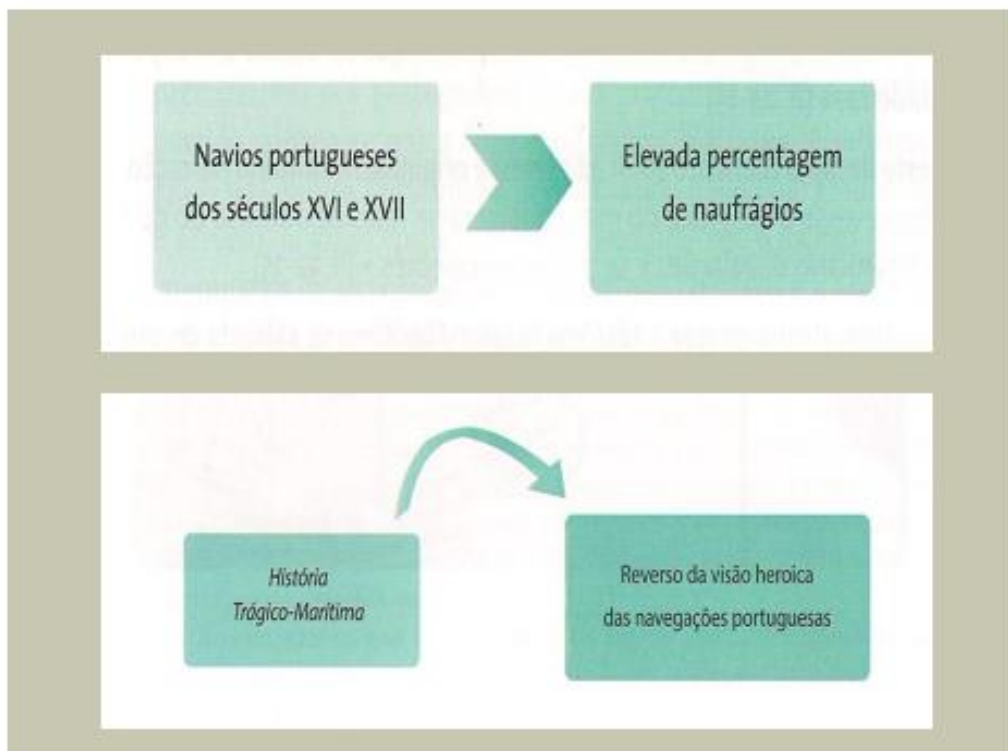 Navios portugueses
dos séculos XVI e XVII
Elevada percentagem
de naufrágios
História
Trágico-Marítima
Reverso da visão heroica
das navegações portuguesas